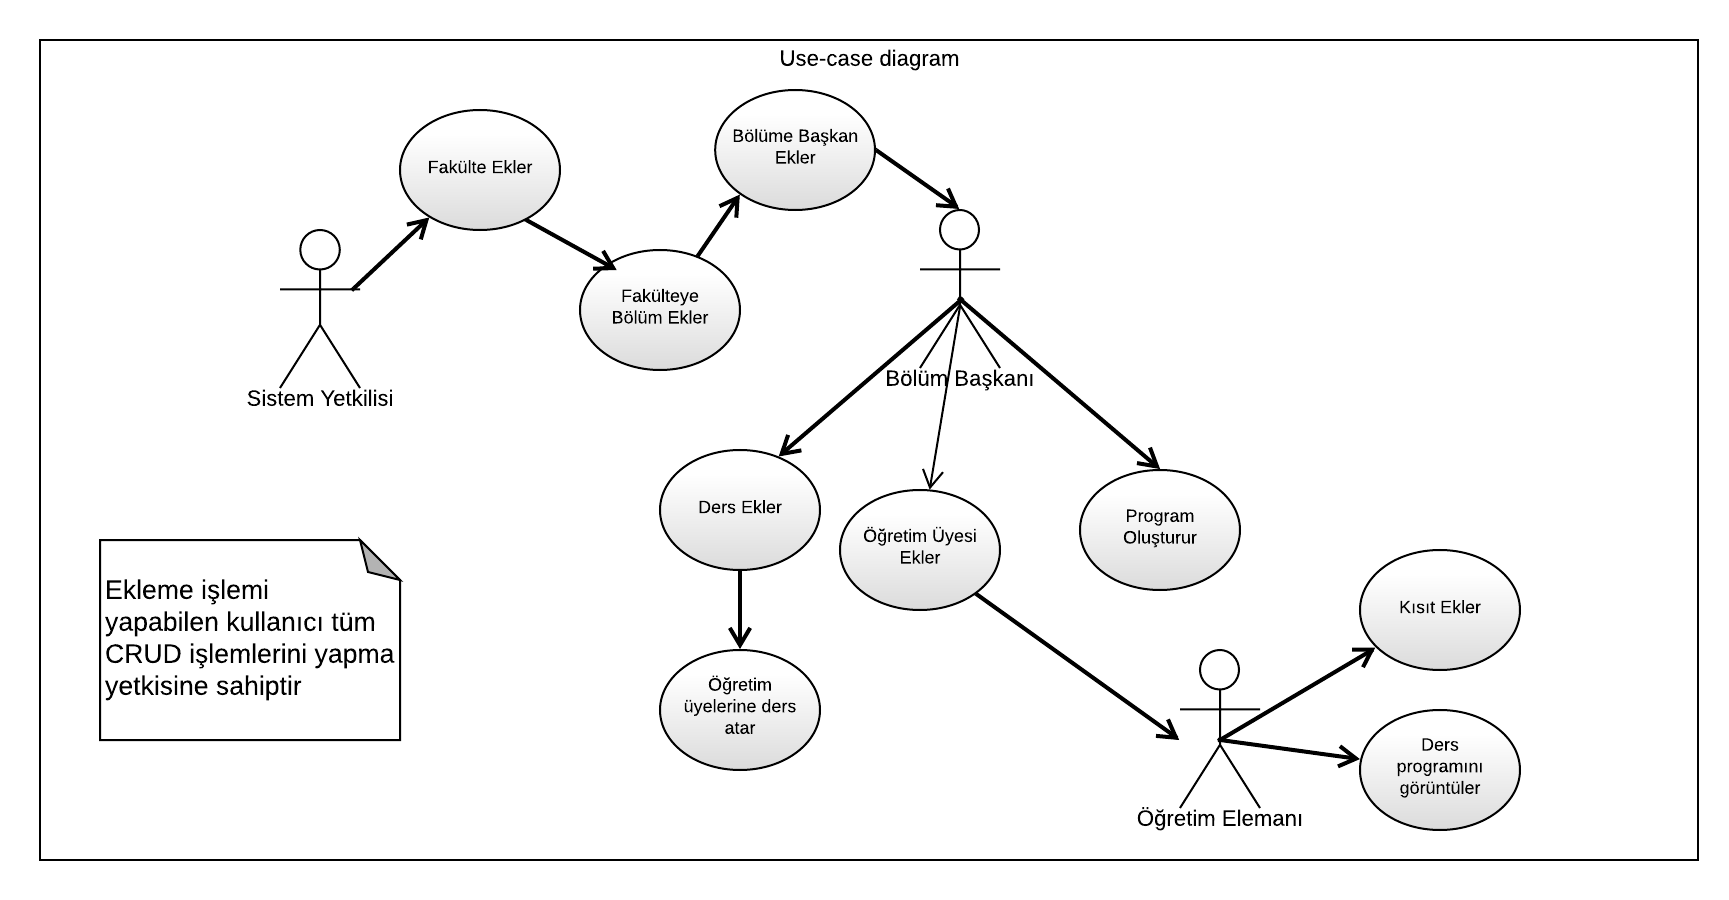 Use-case diagram
Fakülte Ekler
Bölüme Başkan
Ekler
Fakülteye
Bölüm Ekler
Sistem Yetkilisi
Bölüm Başkanı
Ders Ekler
Öğretim Üyesi
Ekler
Program
Oluşturur
Ekleme işlemi
yapabilen kullanıcı tüm
CRUD işlemlerini yapma
yetkisine sahiptir
Öğretim
üyelerine ders
atar
Kısıt Ekler
Ders
programını
görüntüler
Öğretim Elemanı